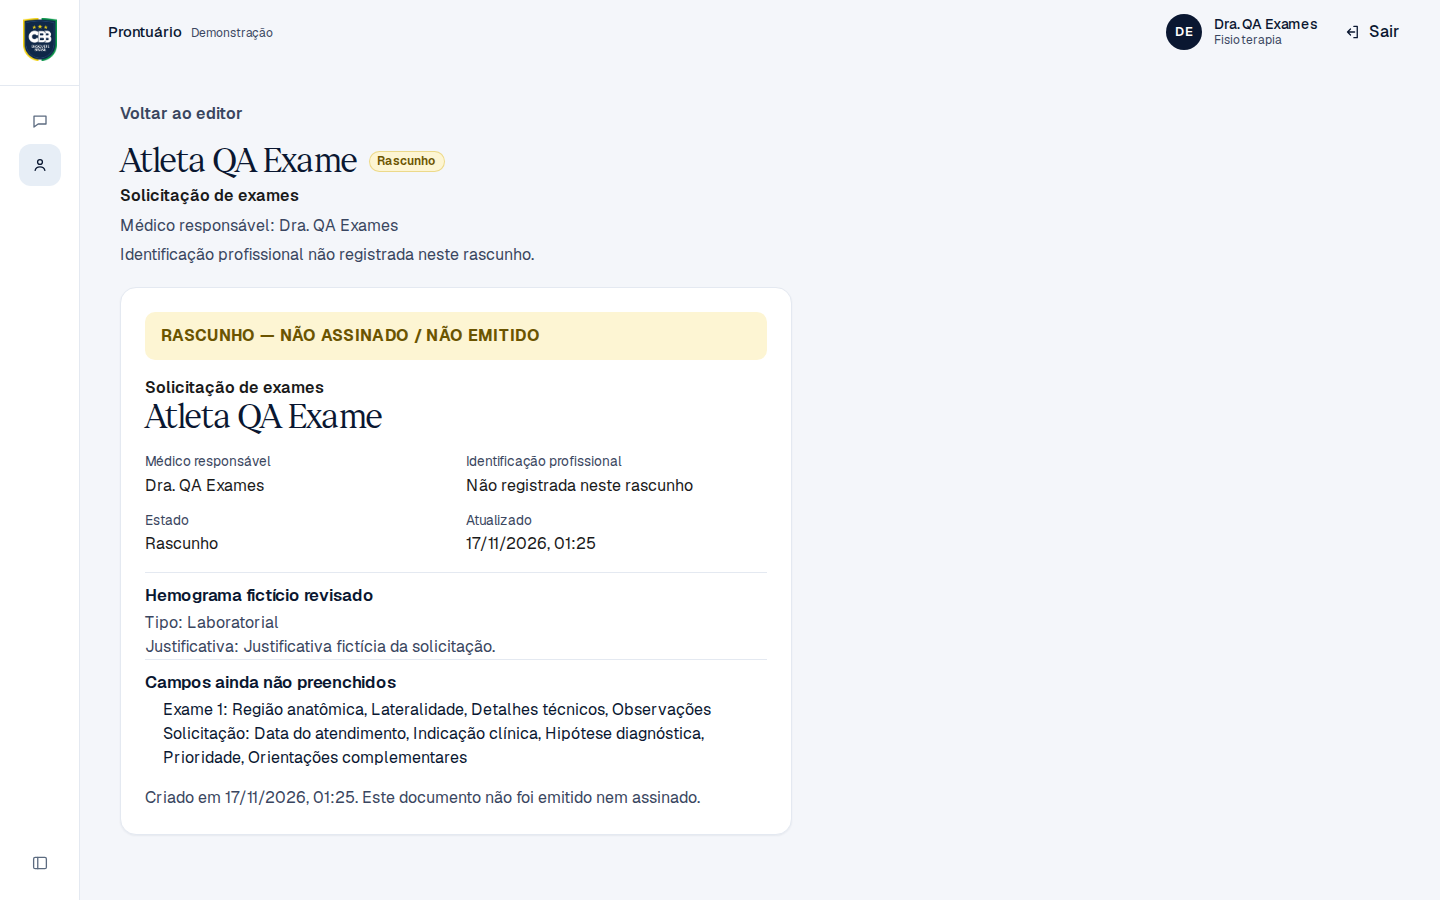 CBB
Prontuário Demonstração
DE
Dra. QA Exames
Fisioterapia
Sair
Voltar ao editor
Atleta QA Exame Rascunho
Solicitação de exames
Médico responsável: Dra. QA Exames
Identificação profissional não registrada neste rascunho.
RASCUNHO — NÃO ASSINADO / NÃO EMITIDO
Solicitação de exames
Atleta QA Exame
Médico responsável Identificação profissional
Dra. QA Exames Não registrada neste rascunho
Estado Atualizado
Rascunho 17/11/2026, 01:25
Hemograma fictício revisado
Tipo: Laboratorial
Justificativa: Justificativa fictícia da solicitação.
Campos ainda não preenchidos
Exame 1: Região anatômica, Lateralidade, Detalhes técnicos, Observações
Solicitação: Data do atendimento, Indicação clínica, Hipótese diagnóstica,
Prioridade, Orientações complementares
Criado em 17/11/2026, 01:25. Este documento não foi emitido nem assinado.